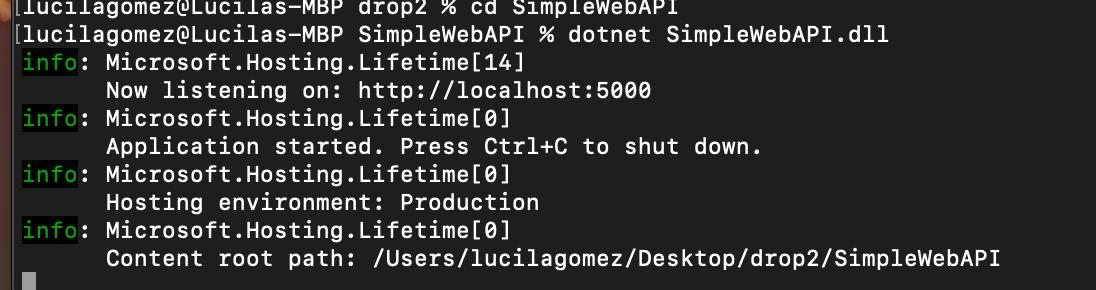 [lucilagomez@Lucilas-MBP drop2 % cd SimpleWebAPI
[lucilagomez@Lucilas-MBP SimpleWebAPI % dotnet SimpleWebAPI.dll
info: Microsoft.Hosting.Lifetime[14]
Now listening on: http://localhost:5000
info: Microsoft.Hosting.Lifetime[0]
Application started. Press Ctrl+C to shut down.
info: Microsoft.Hosting.Lifetime[0]
Hosting environment: Production
info: Microsoft.Hosting.Lifetime[0]
Content root path: /Users/lucilagomez/Desktop/drop2/SimpleWebAPI